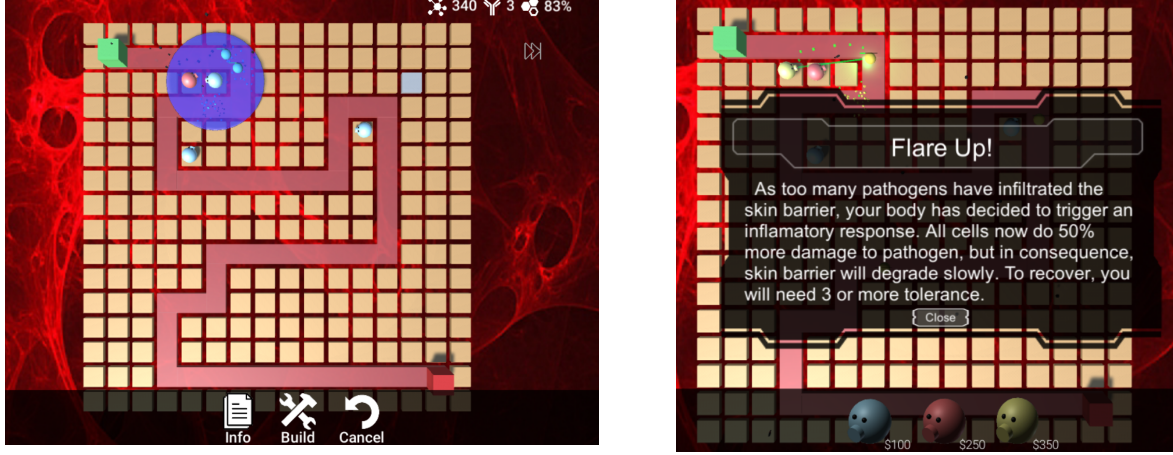 340 3 83%
Info Build Cancel
Flare Up!
As too many pathogens have infiltrated the
skin barrier, your body has decided to trigger an
inflamatory response. All cells now do 50%
more damage to pathogen, but in consequence,
skin barrier will degrade slowly. To recover, you
will need 3 or more tolerance.
Close
$100 $250 $350